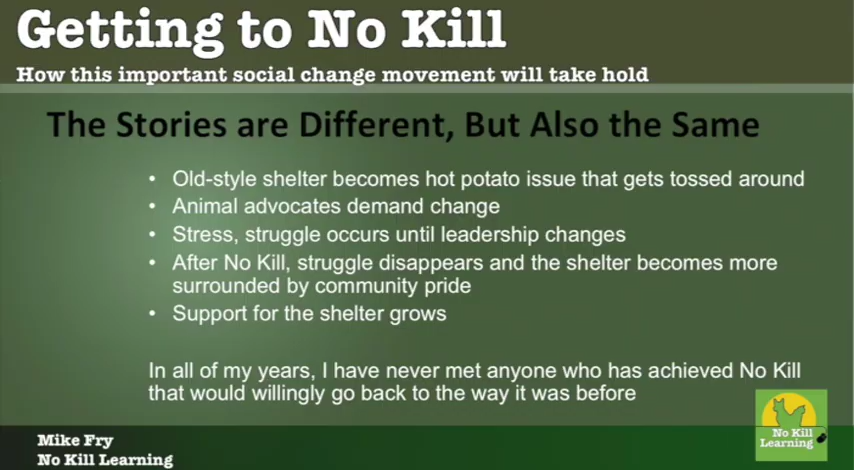 Getting to No Kill
How this important social change movement will take hold
The Stories are Different, But Also the Same
• Old-style shelter becomes hot potato issue that gets tossed around
• Animal advocates demand change
• Stress, struggle occurs until leadership changes
• After No Kill, struggle disappears and the shelter becomes more
surrounded by community pride
• Support for the shelter grows
In all of my years, I have never met anyone who has achieved No Kill
that would willingly go back to the way it was before
No Kill
Learning
Mike Fry
No Kill Learning